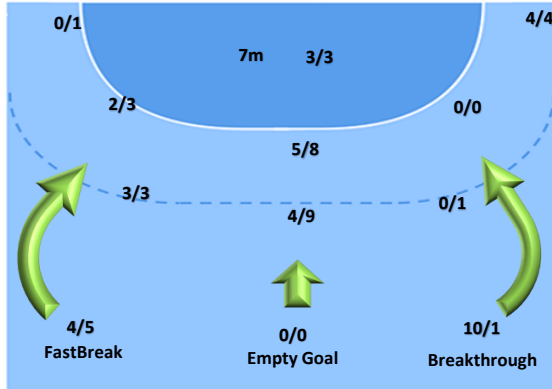 0/1
4/4
7m 3/3
2/3
0/0
5/8
3/3
0/1
4/9
4/5
0/0
10/1
FastBreak
Empty Goal
Breakthrough